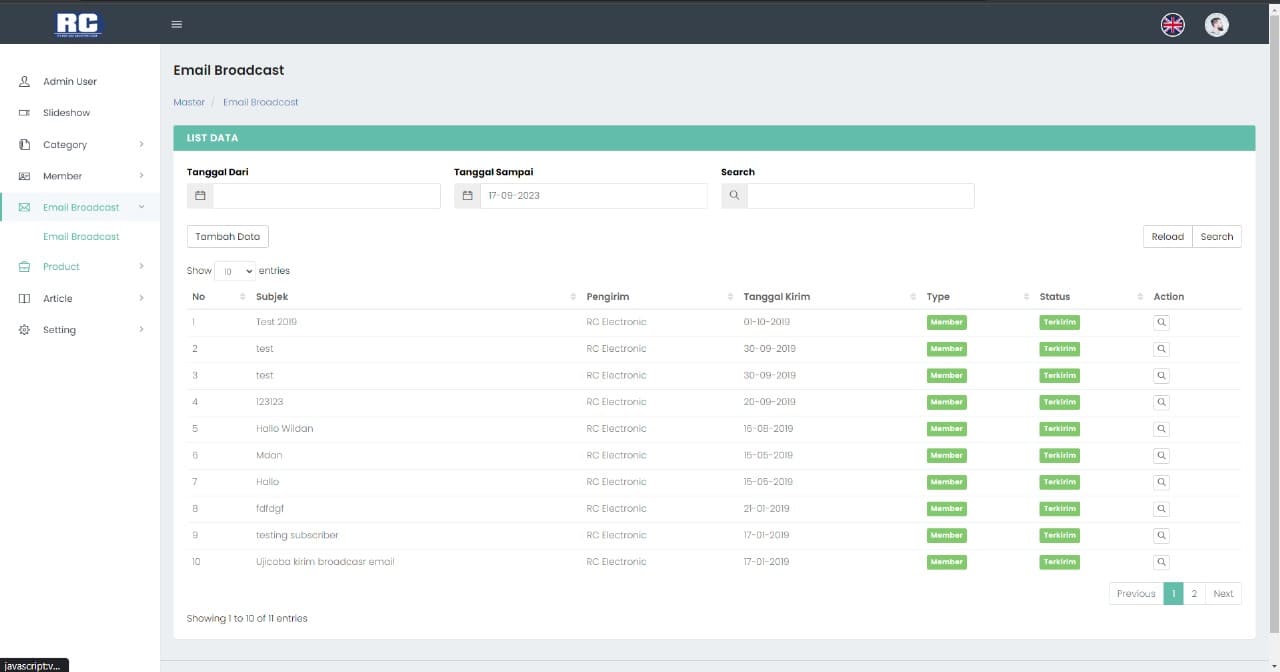 RC
Admin User
Slideshow
Category
Member
Email Broadcast
Email Broadcast
Product
Article
Setting
Email Broadcast
Master / Email Broadcast
LIST DATA
Tanggal Dari Tanggal Sampai Search
17-09-2023
Tambah Data Reload Search
Show 10 entries
No Subjek Pengirim Tanggal Kirim Type Status Action
1 Test 2019 RC Electronic 01-10-2019 Member Terkirim
2 test RC Electronic 30-09-2019 Member Terkirim
3 test RC Electronic 30-09-2019 Member Terkirim
4 123123 RC Electronic 20-09-2019 Member Terkirim
5 Hallo Wildan RC Electronic 16-08-2019 Member Terkirim
6 Mdan RC Electronic 15-05-2019 Member Terkirim
7 Hallo RC Electronic 15-05-2019 Member Terkirim
8 fdfdgf RC Electronic 21-01-2019 Member Terkirim
9 testing subscriber RC Electronic 17-01-2019 Member Terkirim
10 Ujicoba kirim broadcasr email RC Electronic 17-01-2019 Member Terkirim
Previous 1 2 Next
Showing 1 to 10 of 11 entries
javascript:v...